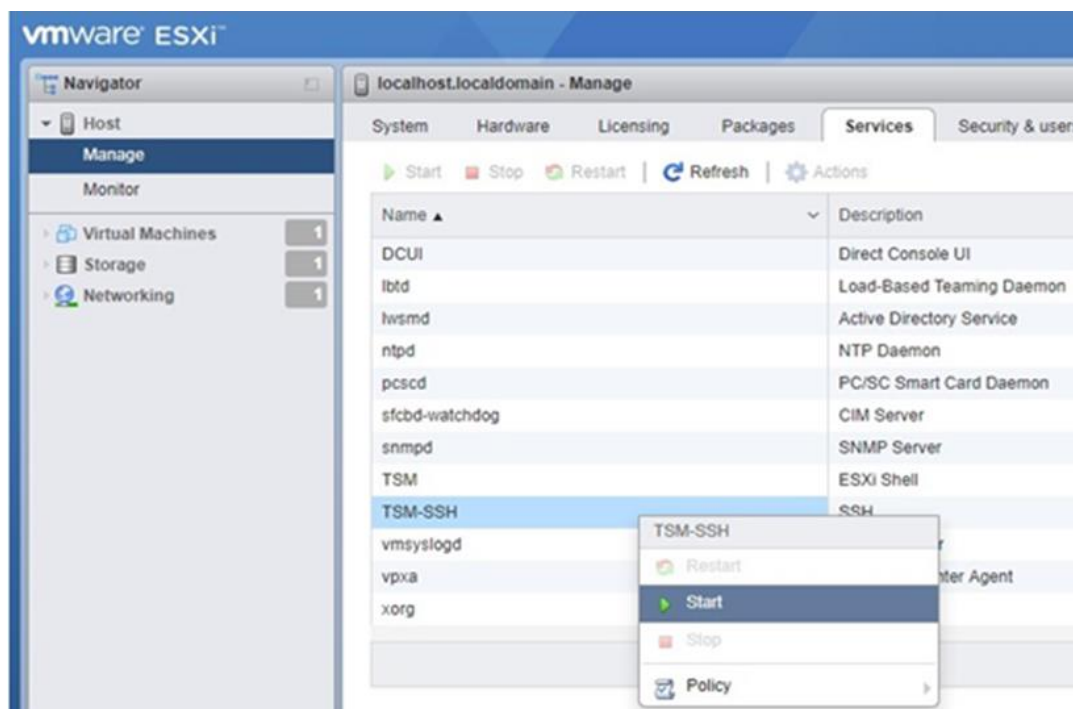 vmware ESXi™
Navigator
Host
Manage
Monitor
Virtual Machines 1
Storage 1
Networking 1
localhost.localdomain - Manage
System Hardware Licensing Packages Services Security & users
Start Stop Restart | Refresh | Actions
Name Description
DCUI Direct Console UI
lbtd Load-Based Teaming Daemon
lwsmd Active Directory Service
ntpd NTP Daemon
pcscd PC/SC Smart Card Daemon
sfcbd-watchdog CIM Server
snmpd SNMP Server
TSM ESXi Shell
TSM-SSH SSH
vmsyslogd
vpxa Agent
xorg
TSM-SSH
Restart
Start
Stop
Policy